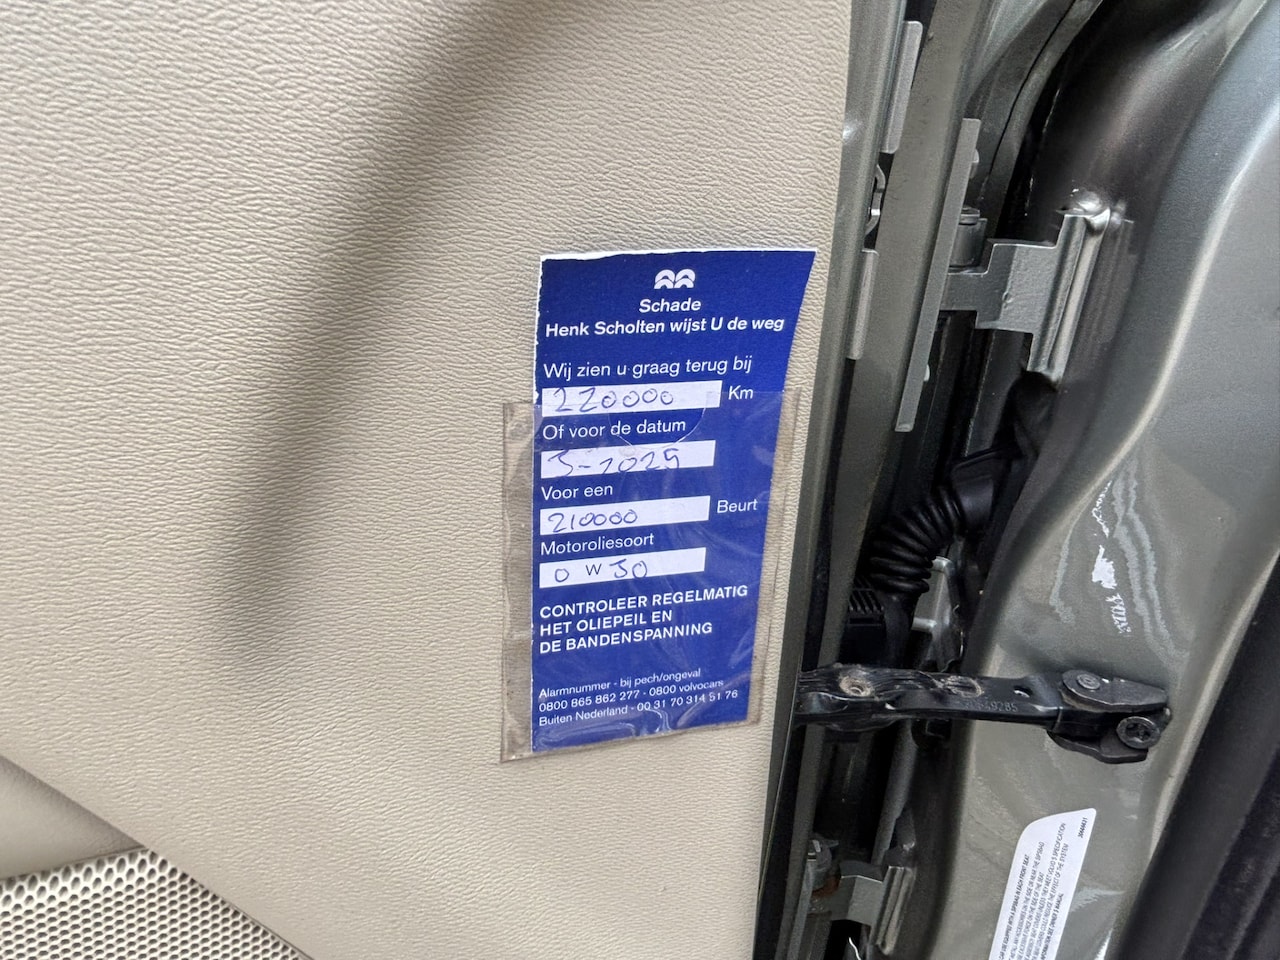 Schade
Henk Scholten wijst U de weg
Wij zien u graag terug bij
220000 Km
Of voor de datum
3-2025
Voor een
210000 Beurt
Motoroliesoort
0 W 30
CONTROLEER REGELMATIG
HET OLIEPEIL EN
DE BANDENSPANNING
Alarmnummer - bij pech/ongeval
0800 865 862 277 - 0800 volvocars
Buiten Nederland - 00 31 70 314 51 76